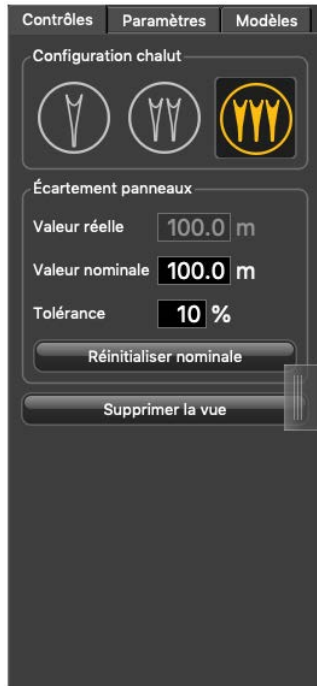 Contrôles Paramètres Modèles
Configuration chalut
Écartement panneaux
Valeur réelle 100.0 m
Valeur nominale 100.0 m
Tolérance 10 %
Réinitialiser nominale
Supprimer la vue